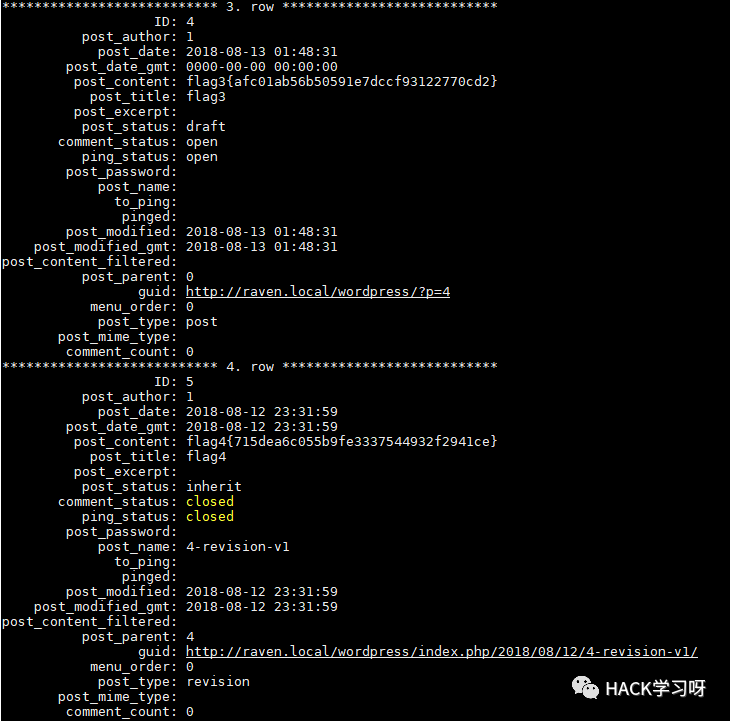 *************************** 3. row ***************************
ID: 4
post_author: 1
post_date: 2018-08-13 01:48:31
post_date_gmt: 0000-00-00 00:00:00
post_content: flag3{afc01ab56b50591e7dccf93122770cd2}
post_title: flag3
post_excerpt:
post_status: draft
comment_status: open
ping_status: open
post_password:
post_name:
to_ping:
pinged:
post_modified: 2018-08-13 01:48:31
post_modified_gmt: 2018-08-13 01:48:31
post_content_filtered:
post_parent: 0
guid: http://raven.local/wordpress/?p=4
menu_order: 0
post_type: post
post_mime_type:
comment_count: 0
*************************** 4. row ***************************
ID: 5
post_author: 1
post_date: 2018-08-12 23:31:59
post_date_gmt: 2018-08-12 23:31:59
post_content: flag4{715dea6c055b9fe3337544932f2941ce}
post_title: flag4
post_excerpt:
post_status: inherit
comment_status: closed
ping_status: closed
post_password:
post_name: 4-revision-v1
to_ping:
pinged:
post_modified: 2018-08-12 23:31:59
post_modified_gmt: 2018-08-12 23:31:59
post_content_filtered:
post_parent: 4
guid: http://raven.local/wordpress/index.php/2018/08/12/4-revision-v1/
menu_order: 0
post_type: revision
post_mime_type:
comment_count: 0
HACK学习呀